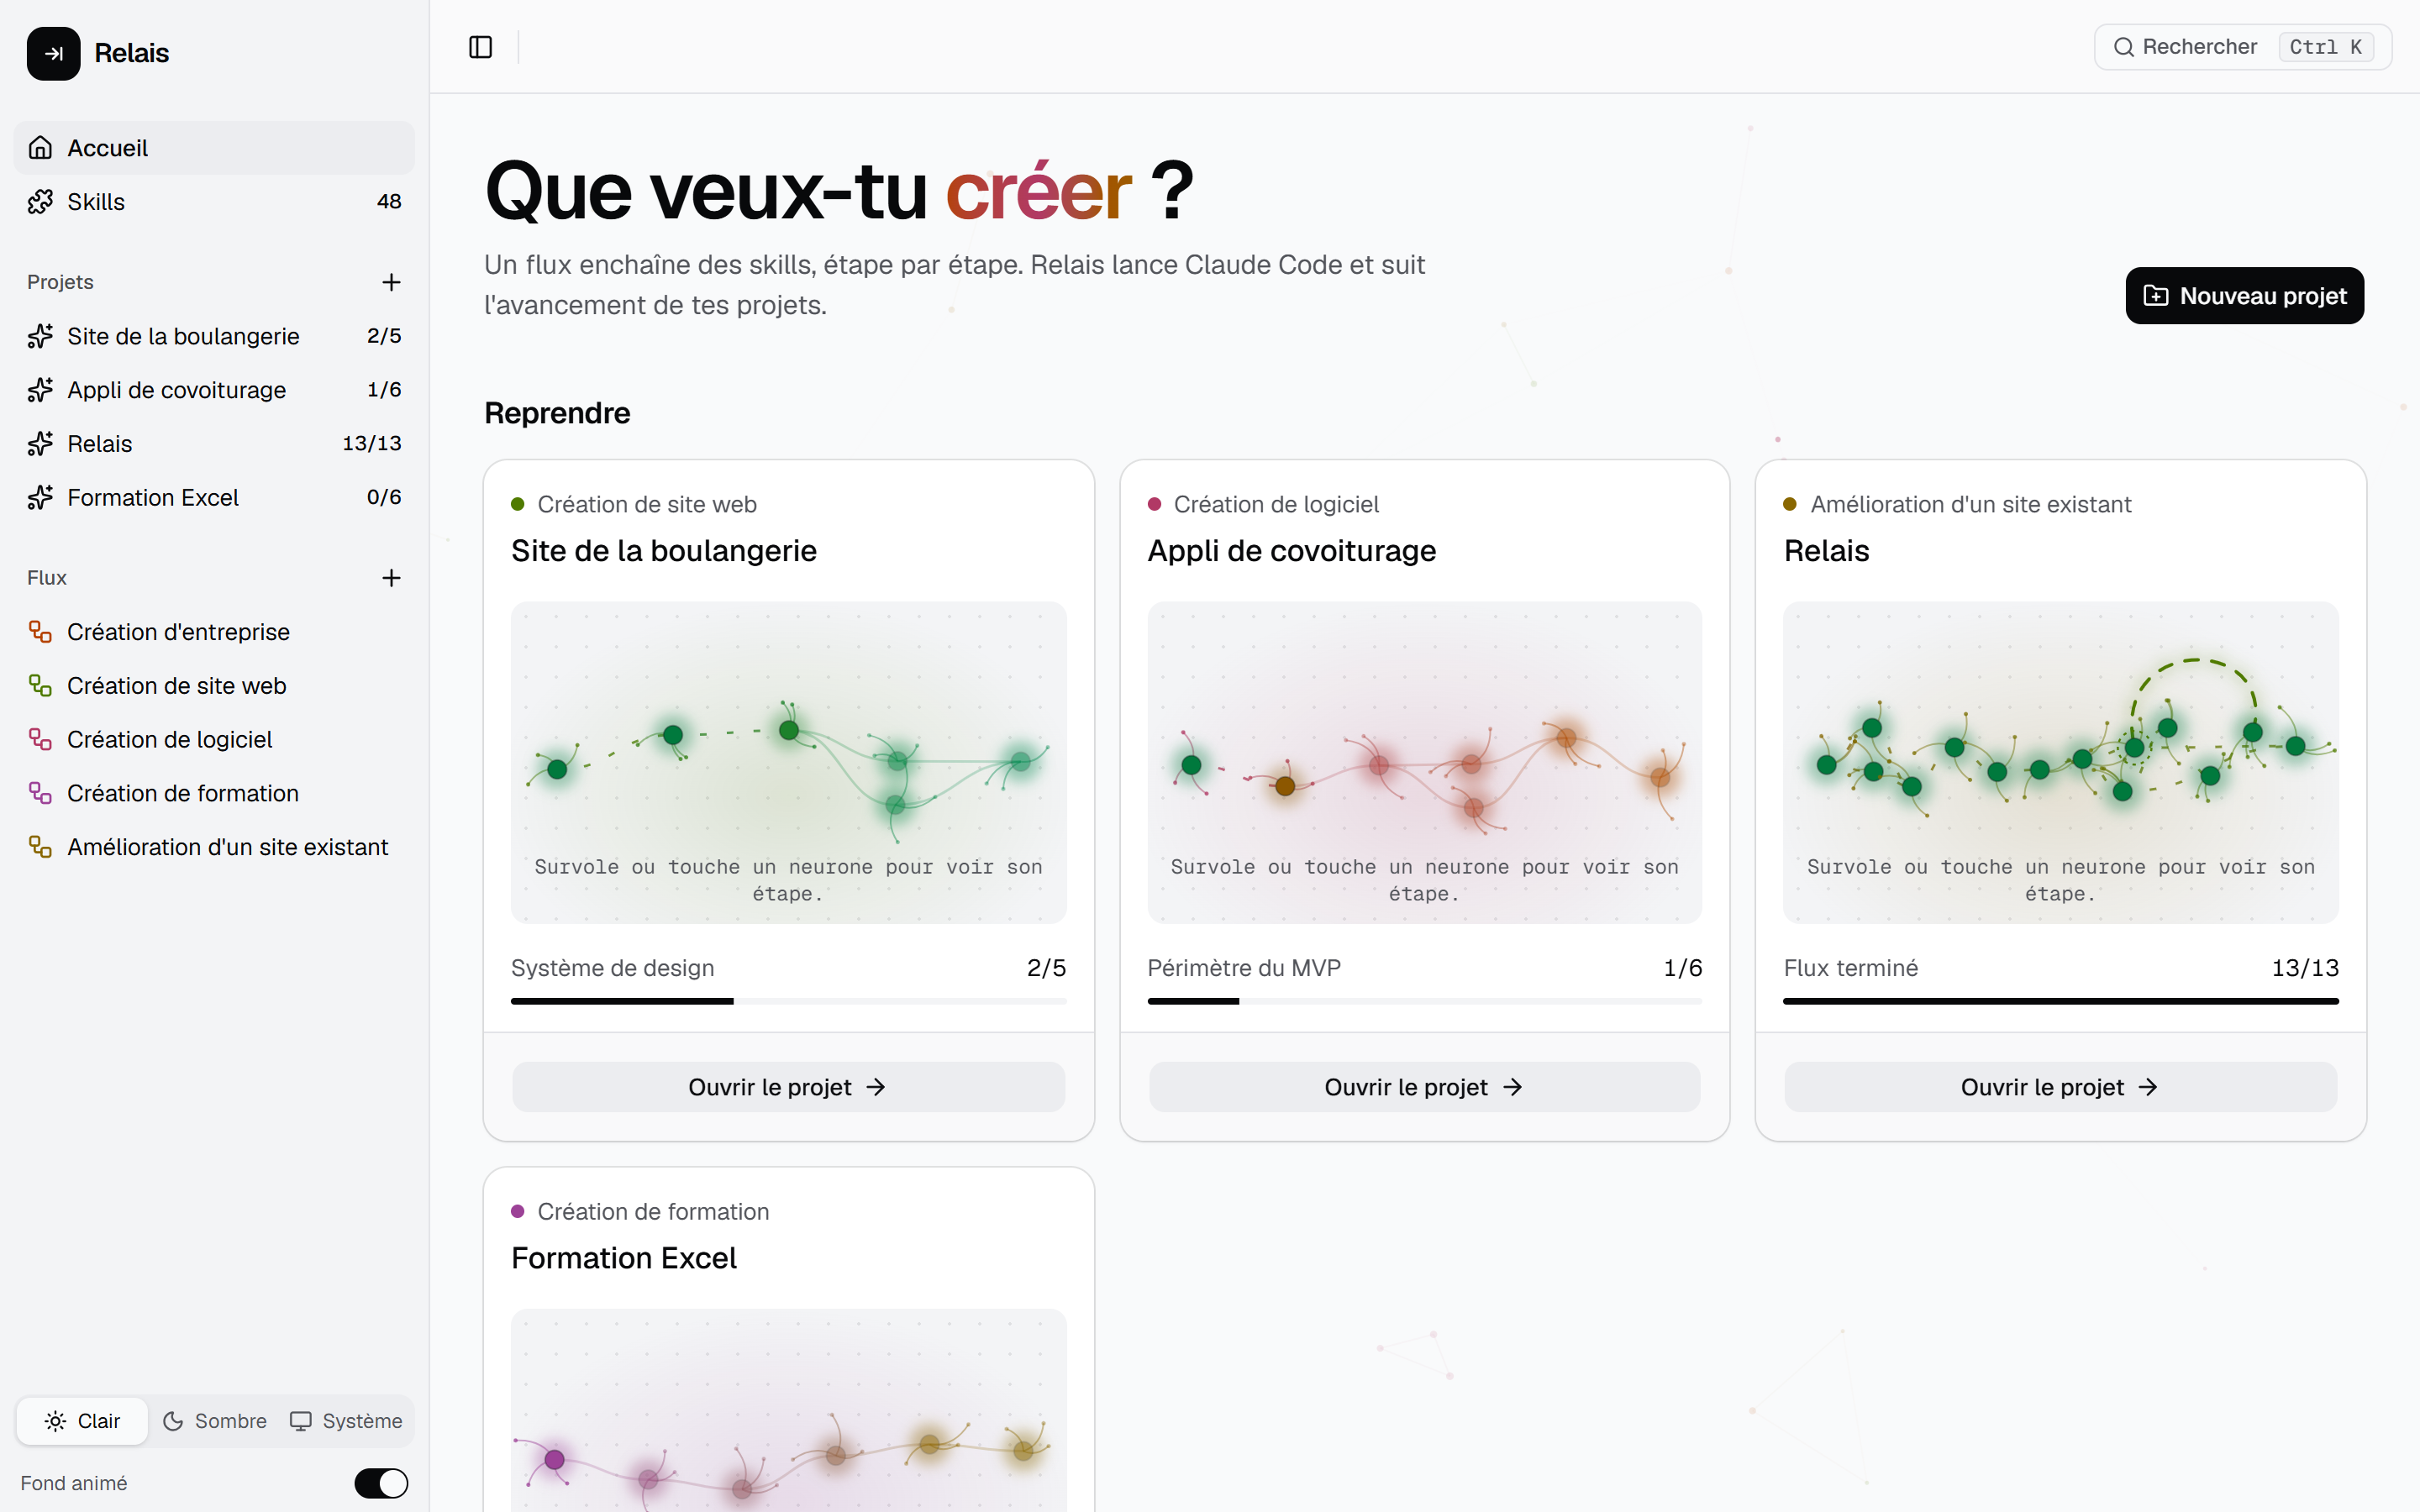 Relais
Accueil
Skills 48
Projets
Site de la boulangerie 2/5
Appli de covoiturage 1/6
Relais 13/13
Formation Excel 0/6
Flux
Création d'entreprise
Création de site web
Création de logiciel
Création de formation
Amélioration d'un site existant
Clair Sombre Système
Fond animé
Rechercher Ctrl K
Que veux-tu créer ?
Un flux enchaîne des skills, étape par étape. Relais lance Claude Code et suit
l'avancement de tes projets.
Nouveau projet
Reprendre
Création de site web
Site de la boulangerie
Survole ou touche un neurone pour voir son
étape.
Système de design 2/5
Ouvrir le projet
Création de logiciel
Appli de covoiturage
Survole ou touche un neurone pour voir son
étape.
Périmètre du MVP 1/6
Ouvrir le projet
Amélioration d'un site existant
Relais
Survole ou touche un neurone pour voir son
étape.
Flux terminé 13/13
Ouvrir le projet
Création de formation
Formation Excel